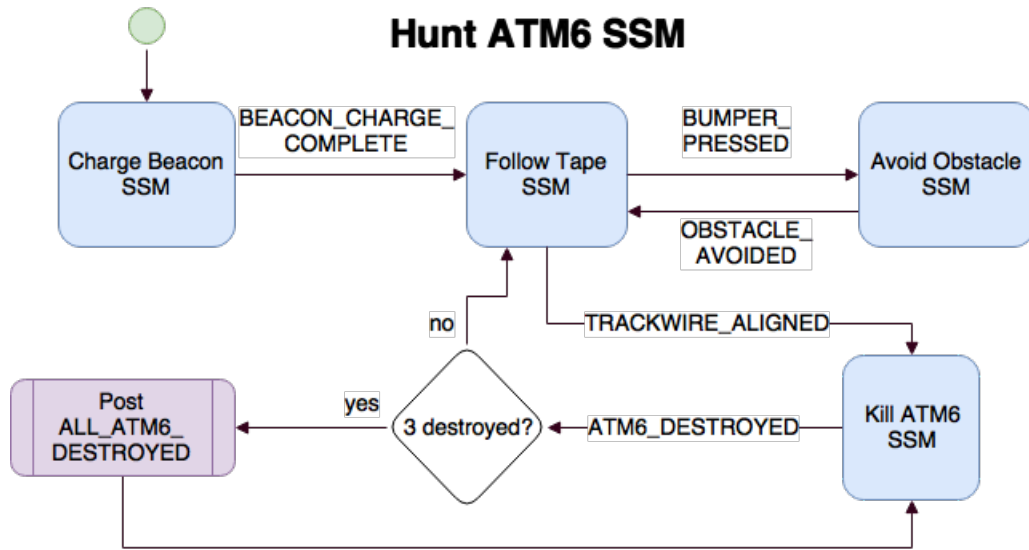 Hunt ATM6 SSM
Charge Beacon
SSM
BEACON_CHARGE_
COMPLETE
Follow Tape
SSM
BUMPER_
PRESSED
Avoid Obstacle
SSM
OBSTACLE_
AVOIDED
no
TRACKWIRE_ALIGNED
Post
ALL_ATM6_
DESTROYED
yes
3 destroyed?
ATM6_DESTROYED
Kill ATM6
SSM